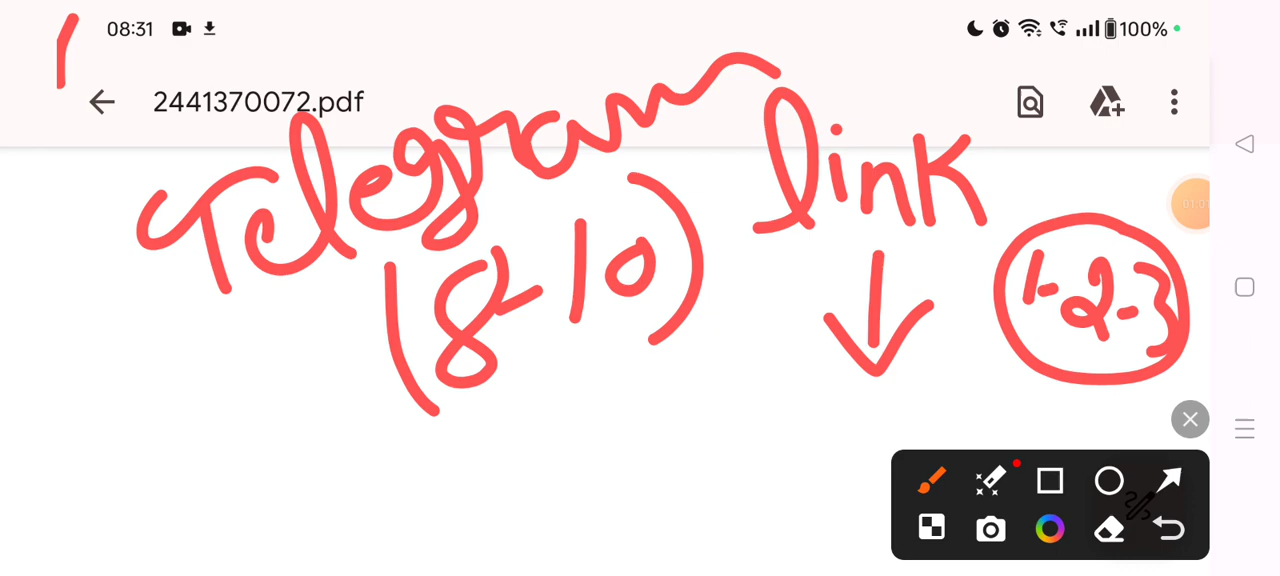 08:31 100%
2441370072.pdf
Telegram link
(8-10)
1-2-3